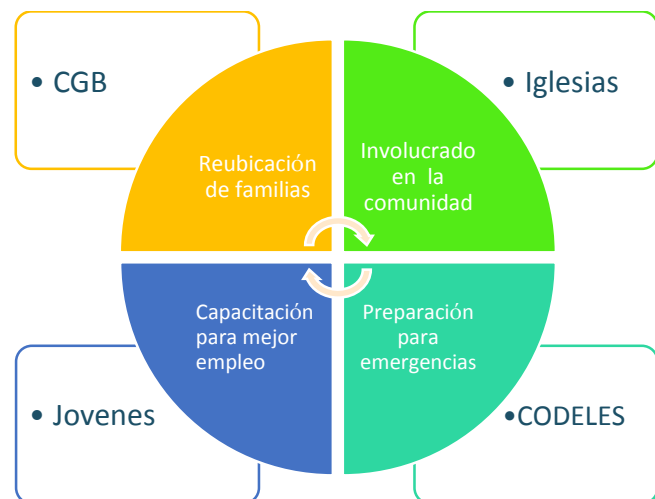 • CGB
• Iglesias
Reubicación
de familias
Involucrado
en la
comunidad
Capacitación
para mejor
empleo
Preparación
para
emergencias
• Jovenes
•CODELES